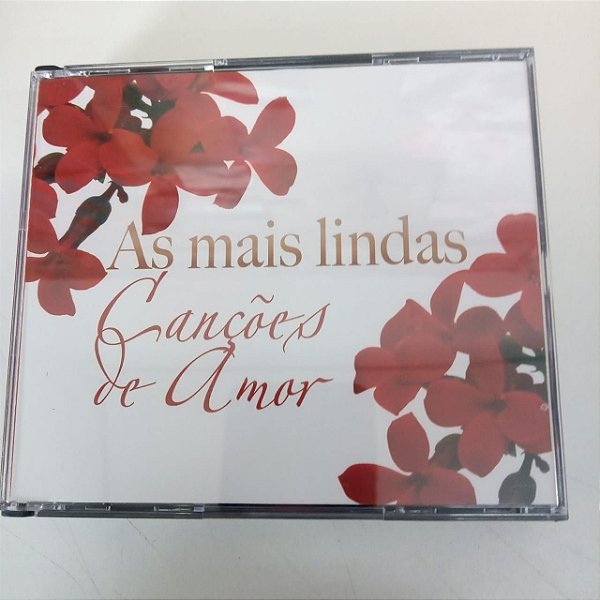 As mais lindas
Canções
de Amor